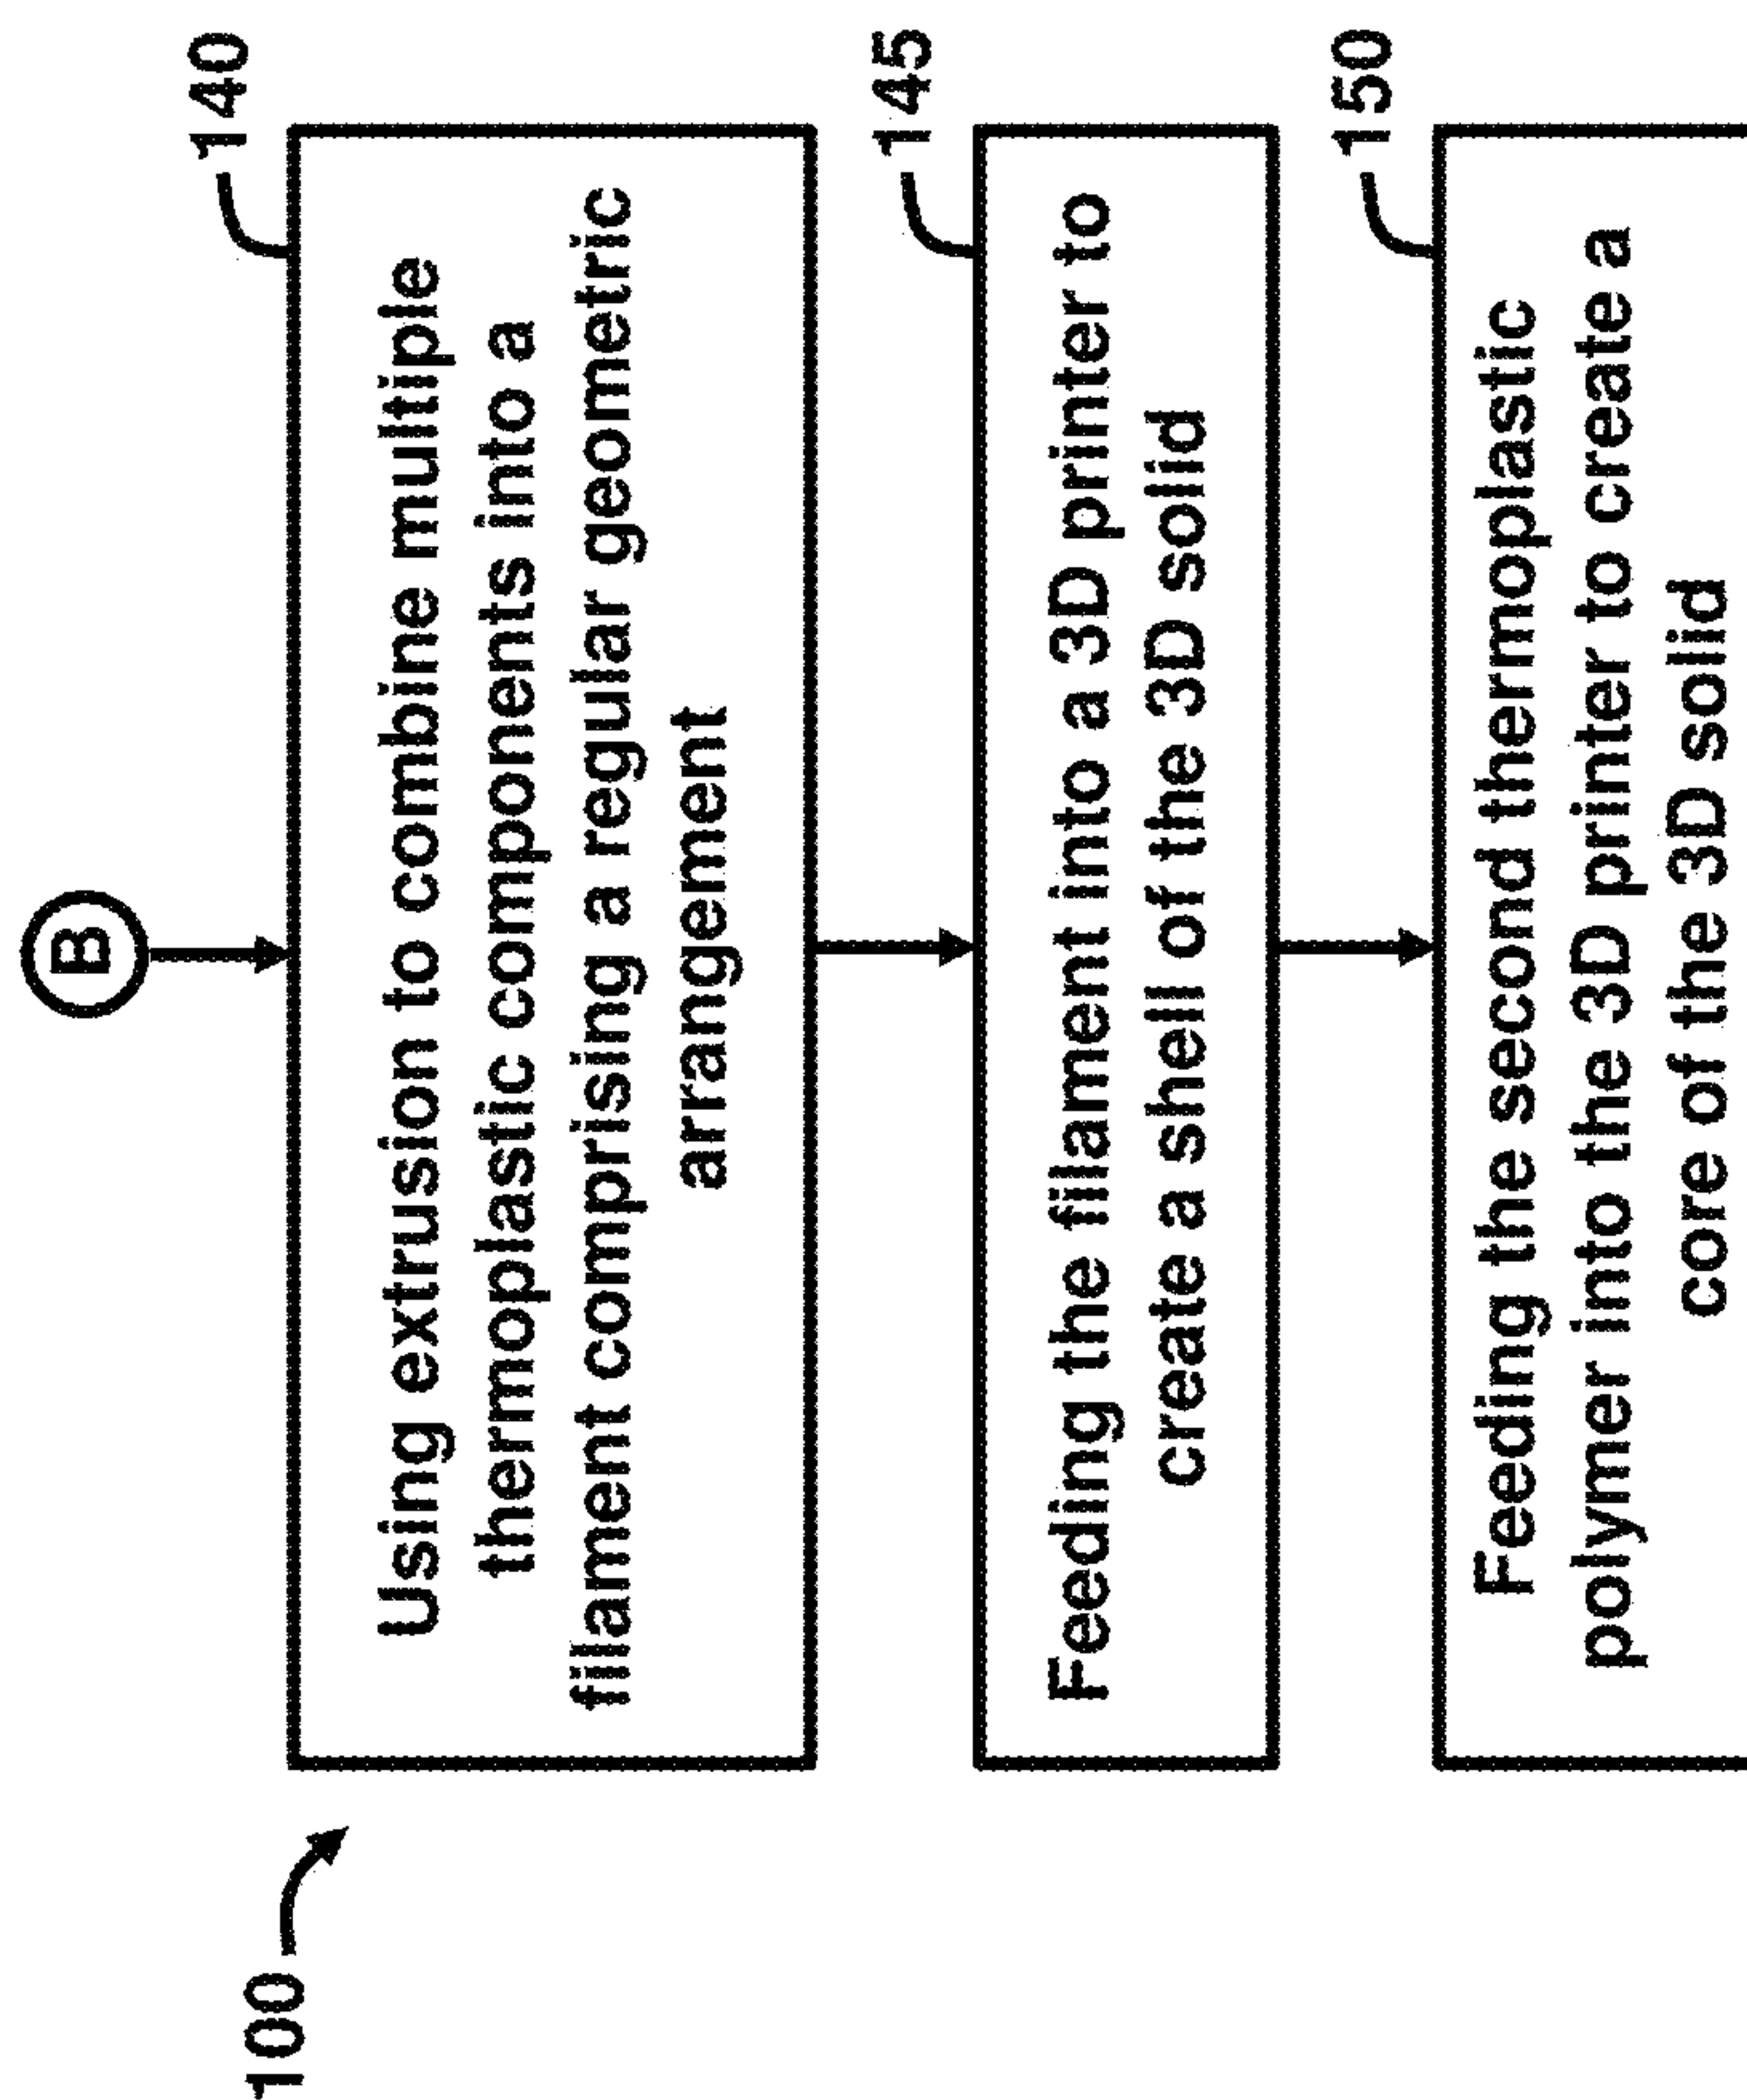 B
100
140
Using extrusion to combine multiple
thermoplastic components into a
filament comprising a regular geometric
arrangement
145
Feeding the filament into a 3D printer to
create a shell of the 3D solid
150
Feeding the second thermoplastic
polymer into the 3D printer to create a
core of the 3D solid